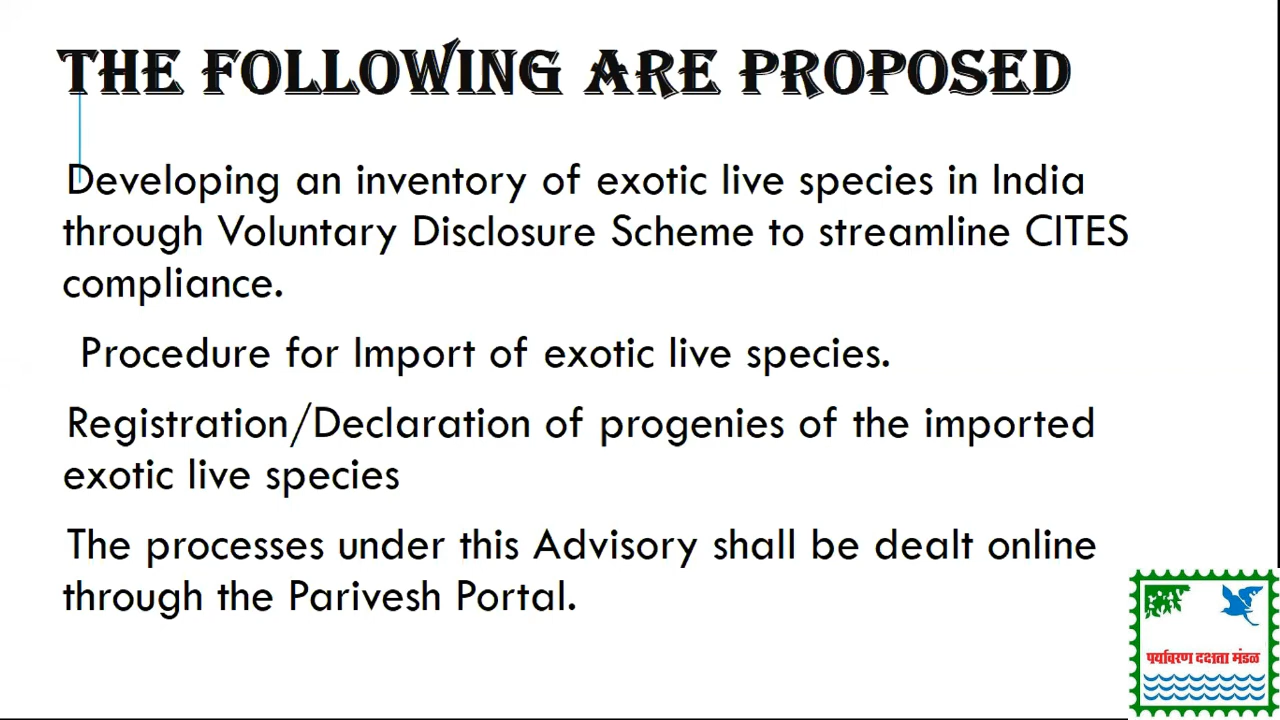 THE FOLLOWING ARE PROPOSED
Developing an inventory of exotic live species in India
through Voluntary Disclosure Scheme to streamline CITES
compliance.
Procedure for Import of exotic live species.
Registration/Declaration of progenies of the imported
exotic live species
The processes under this Advisory shall be dealt online
through the Parivesh Portal.
पर्यावरण दक्षता मंडळ